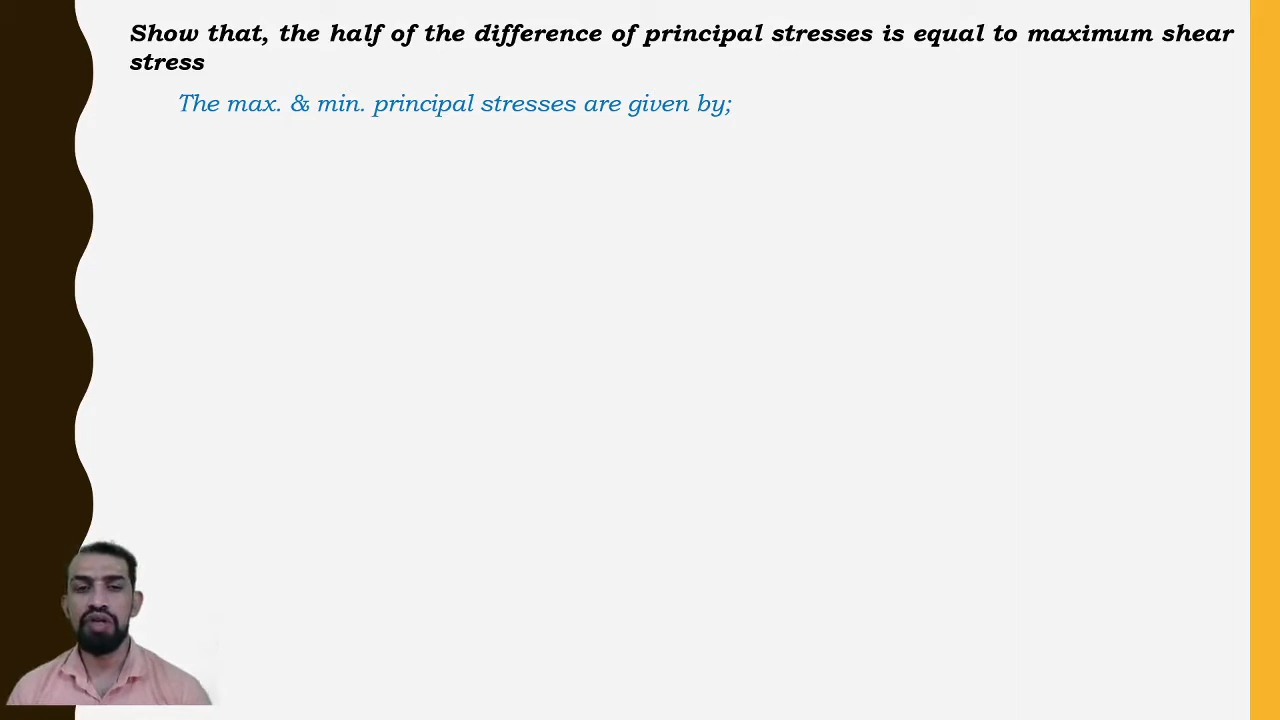 Show that, the half of the difference of principal stresses is equal to maximum shear
stress
The max. & min. principal stresses are given by;